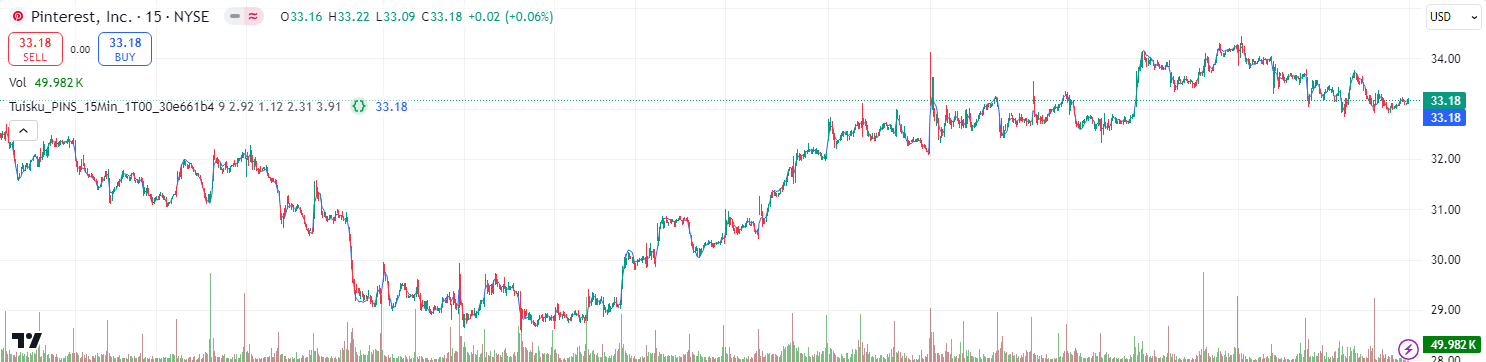 Pinterest, Inc. · 15 · NYSE O33.16 H33.22 L33.09 C33.18 +0.02 (+0.06%)
USD
33.18 SELL
0.00
33.18 BUY
Vol 49.982 K
Tuisku_PINS_15Min_1T00_30e661b4 9 2.92 1.12 2.31 3.91 {} 33.18
34.00
33.18
33.18
32.00
31.00
30.00
29.00
49.982 K
28.00